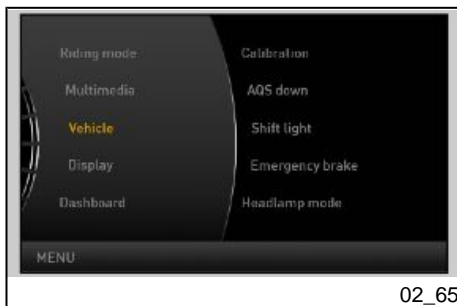 Riding mode
Multimedia
Vehicle
Display
Dashboard
Calibration
AQS down
Shift light
Emergency brake
Headlamp mode
MENU
02_65